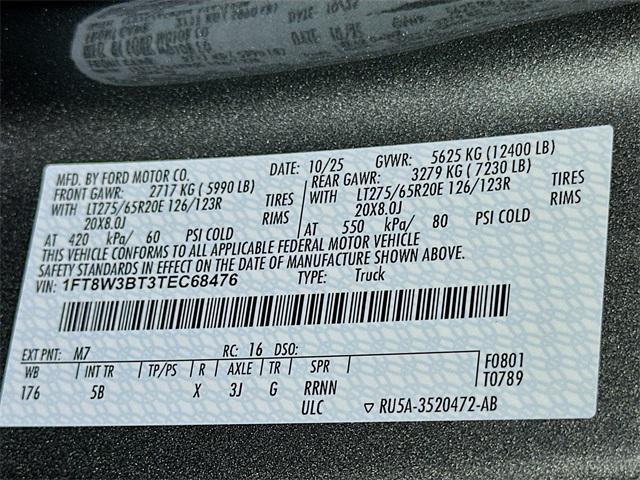 MFD. BY FORD MOTOR CO. DATE: 10/25 GVWR: 5625 KG (12400 LB)
FRONT GAWR: 2717 KG ( 5990 LB) REAR GAWR: 3279 KG ( 7230 LB)
WITH LT275/65R20E 126/123R TIRES WITH LT275/65R20E 126/123R TIRES
20X8.0J RIMS 20X8.0J RIMS
AT 420 kPa/ 60 PSI COLD AT 550 kPa/ 80 PSI COLD
THIS VEHICLE CONFORMS TO ALL APPLICABLE FEDERAL MOTOR VEHICLE
SAFETY STANDARDS IN EFFECT ON THE DATE OF MANUFACTURE SHOWN ABOVE.
VIN: 1FT8W3BT3TEC68476 TYPE: Truck
EXT PNT: M7 RC: 16 DSO:
WB INT TR TP/PS R AXLE TR SPR F0801
176 5B X 3J G RRNN T0789
ULC ▽ RU5A-3520472-AB